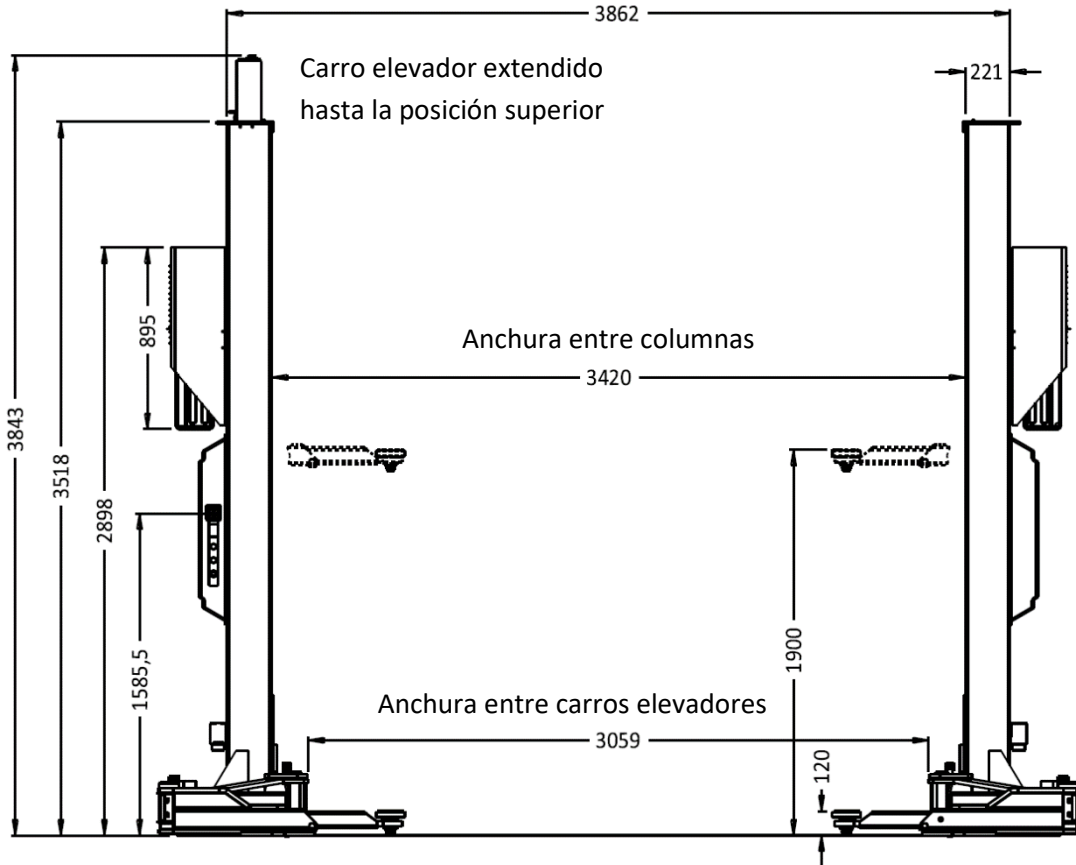 3862
Carro elevador extendido
hasta la posición superior
221
895
Anchura entre columnas
3420
3843
3518
2898
1585,5
1900
Anchura entre carros elevadores
3059
120